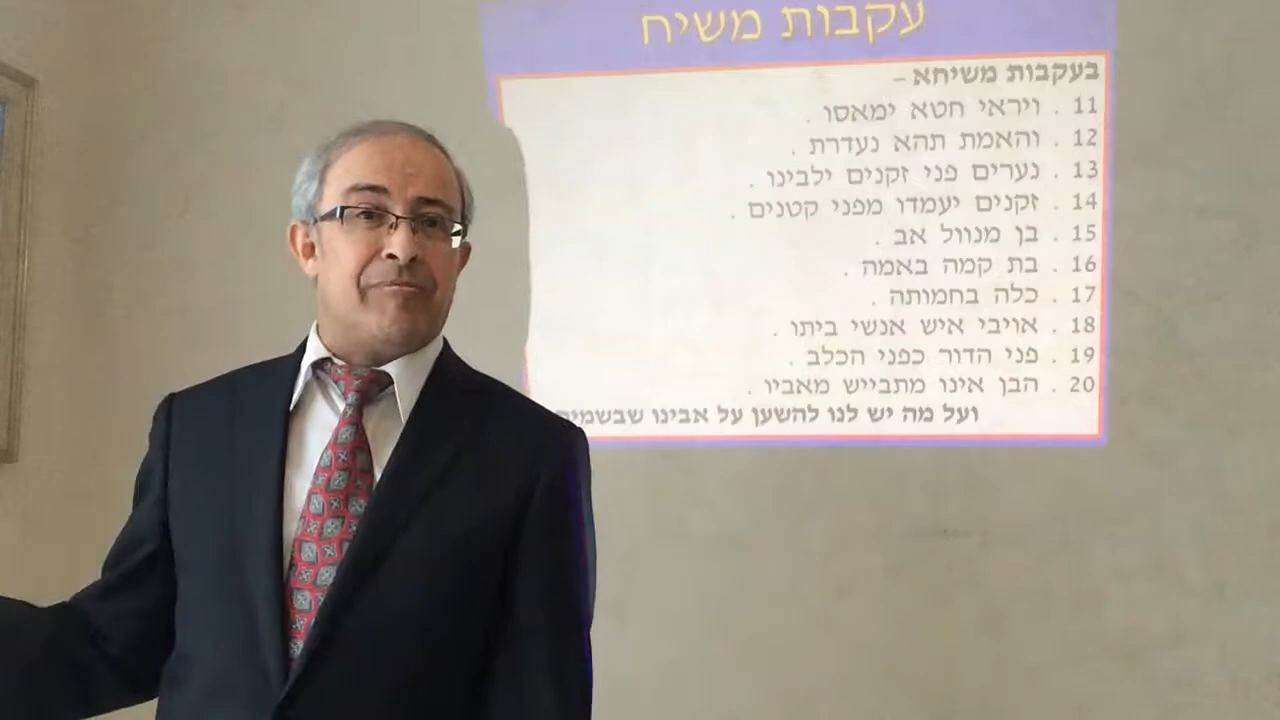 עקבות משיח
בעקבות משיחא –
11 . ויראי חטא ימאסו .
12 . והאמת תהא נעדרת .
13 . נערים פני זקנים ילבינו .
14 . זקנים יעמדו מפני קטנים .
15 . בן מנוול אב .
16 . בת קמה באמה .
17 . כלה בחמותה .
18 . אויבי איש אנשי ביתו .
19 . פני הדור כפני הכלב .
20 . הבן אינו מתבייש מאביו .
ועל מה יש לנו להשען על אבינו שבשמים